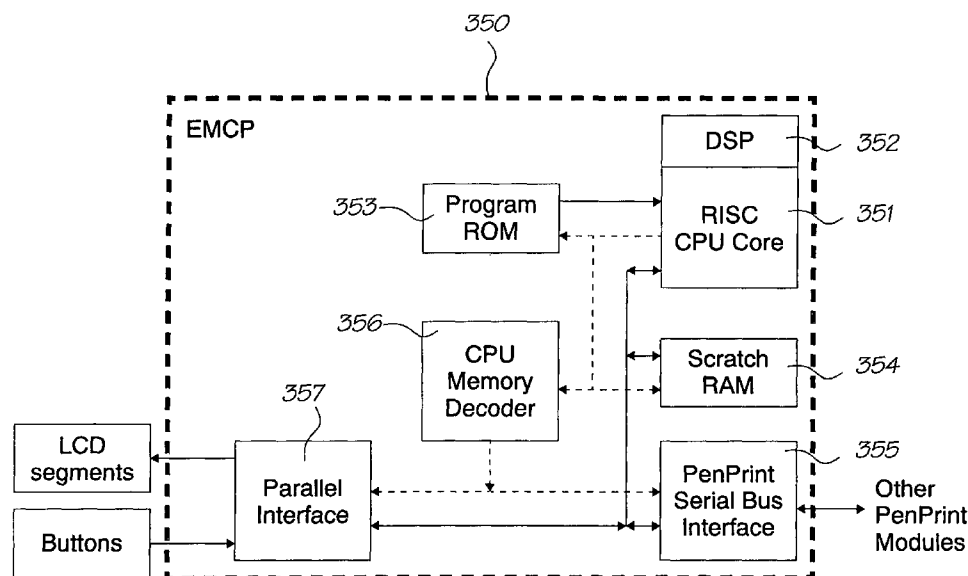 350
EMCP
DSP
352
353
Program
ROM
RISC
CPU Core
351
356
CPU
Memory
Decoder
Scratch
RAM
354
357
LCD
segments
Parallel
Interface
355
PenPrint
Serial Bus
Interface
Other
PenPrint
Modules
Buttons